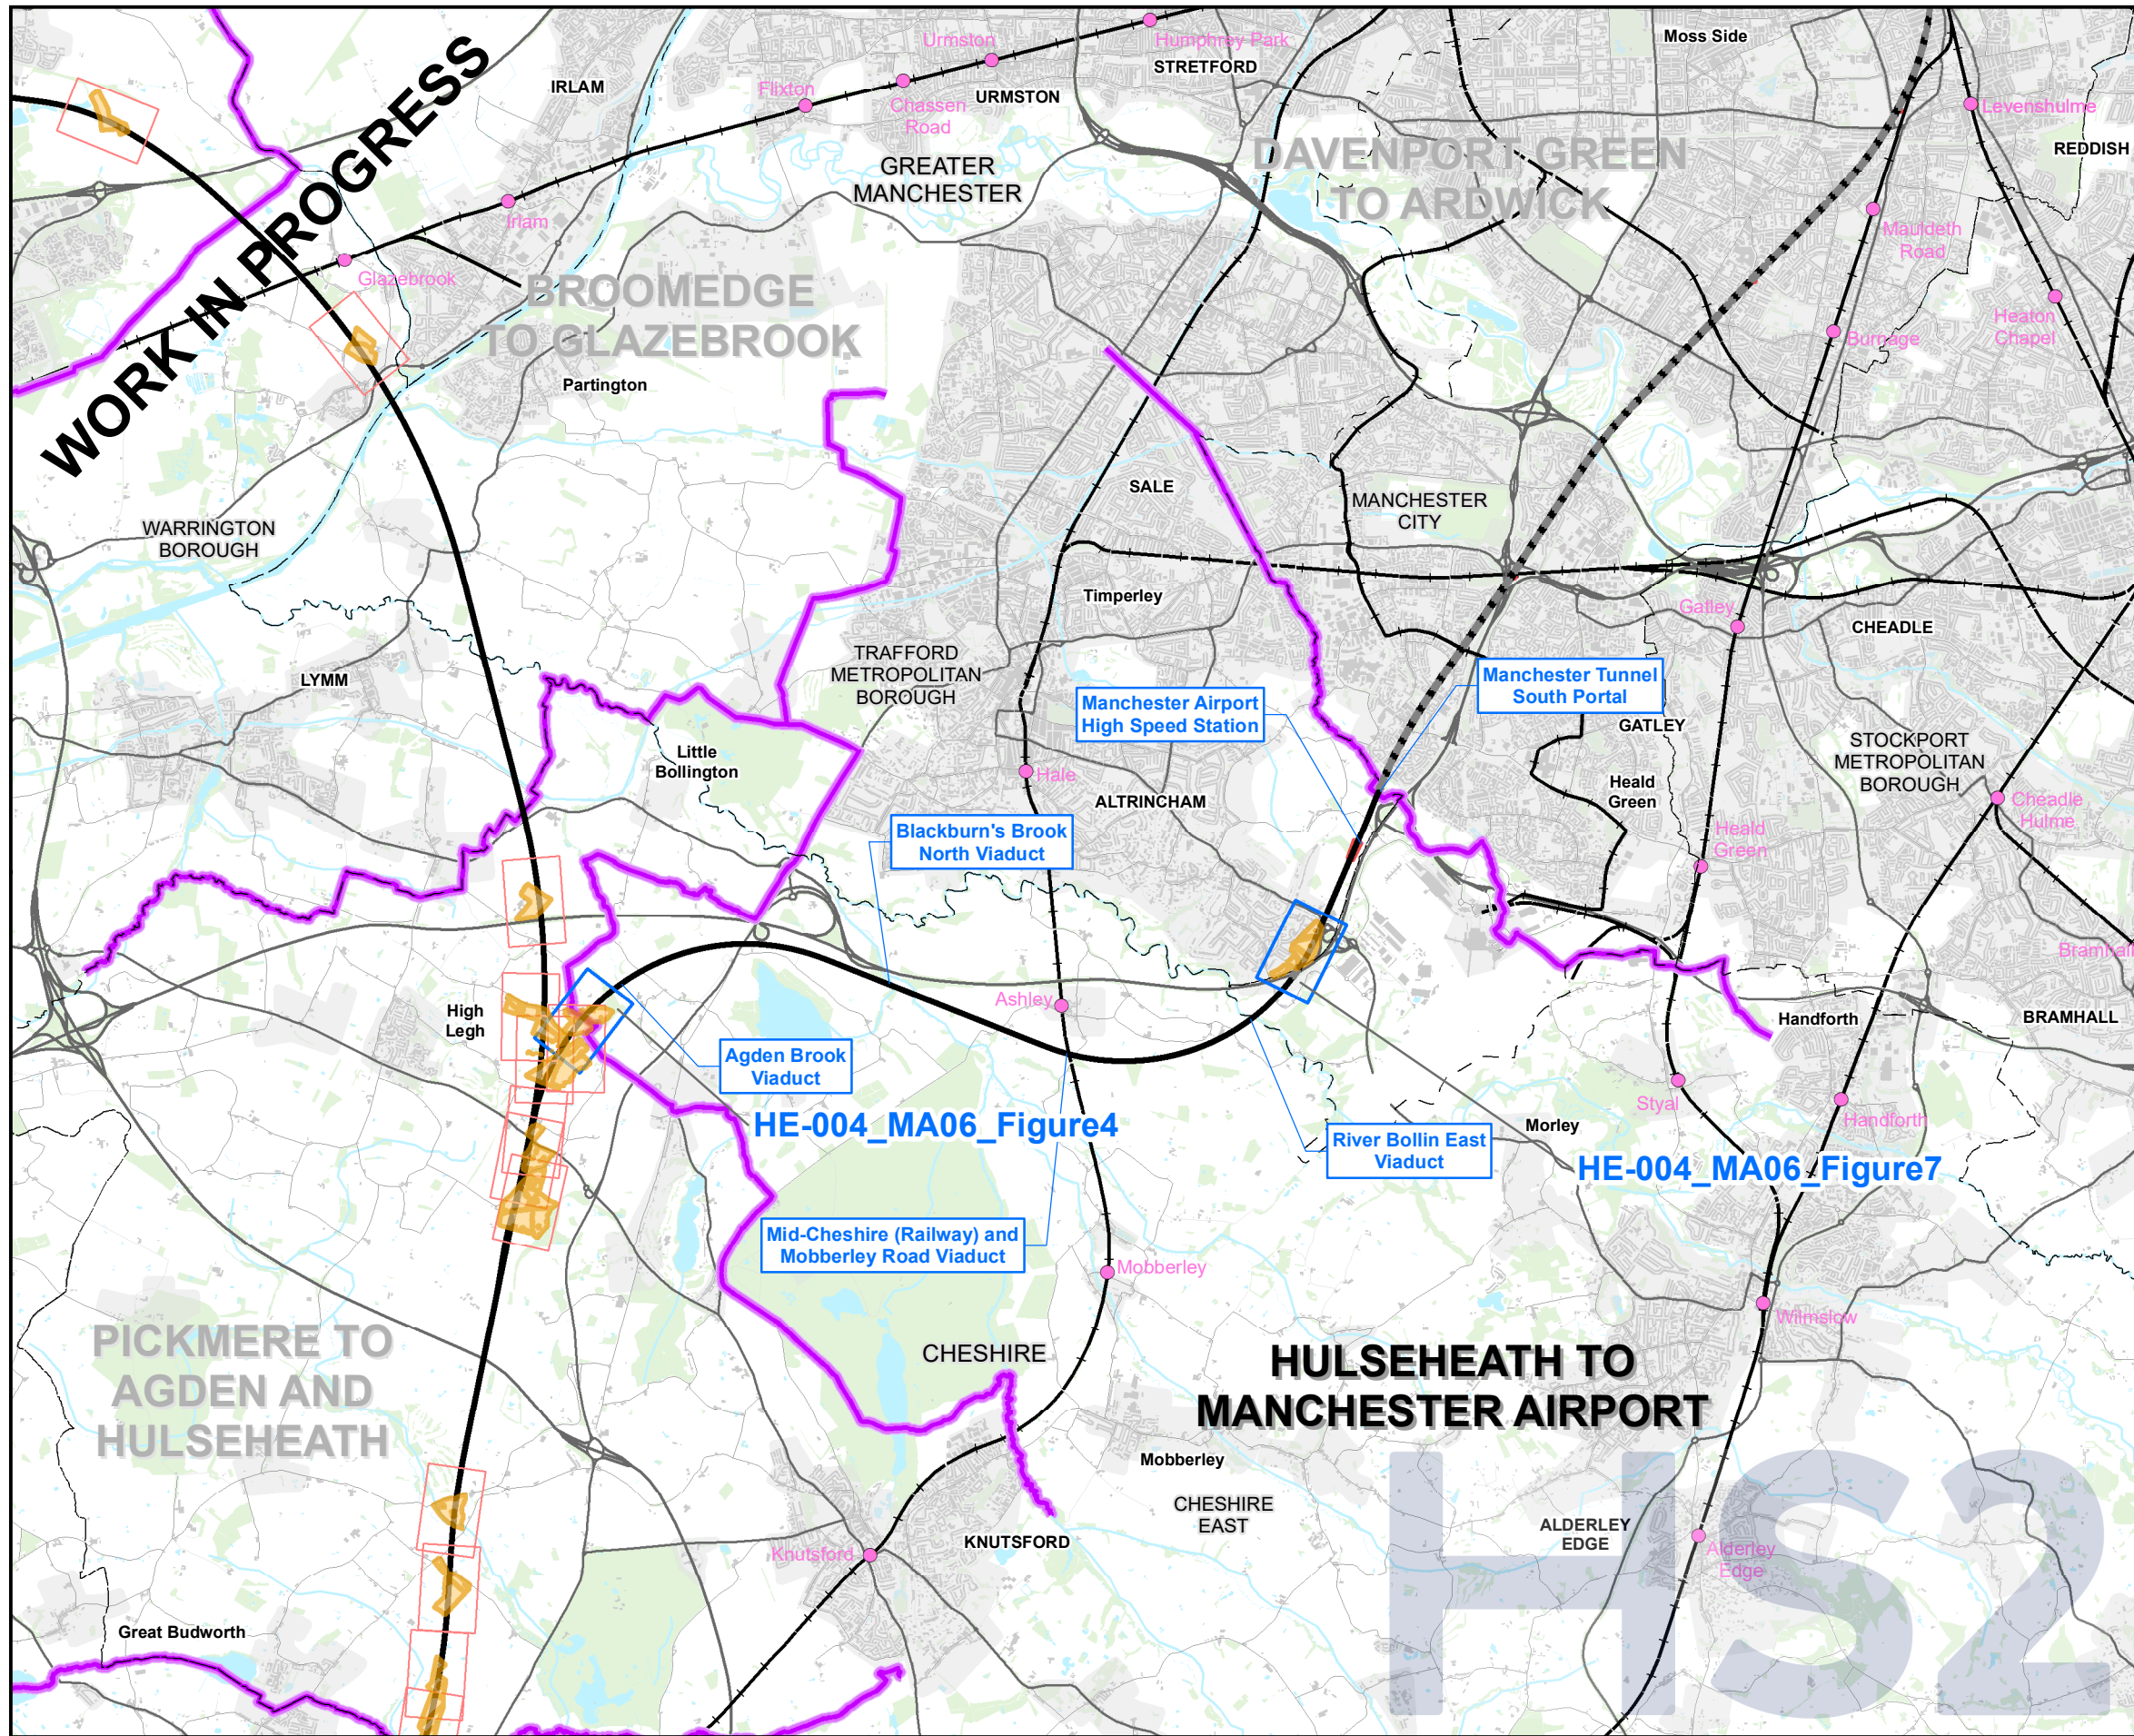 Moss Side
Humphrey Park
STRETFORD
Urmston
IRLAM
Flixton
Chassen
Road
URMSTON
Levenshulme
REDDISH
WORK IN PROGRESS
GREATER
MANCHESTER
DAVENPORT GREEN
TO ARDWICK
Irlam
Mauldeth
Road
Glazebrook
BROOMEDGE
TO GLAZEBROOK
Heaton
Chapel
Burnage
Partington
SALE
MANCHESTER
CITY
WARRINGTON
BOROUGH
Timperley
Gatley
CHEADLE
LYMM
TRAFFORD
METROPOLITAN
BOROUGH
Manchester Airport
High Speed Station
Manchester Tunnel
South Portal
GATLEY
Little
Bollington
STOCKPORT
METROPOLITAN
BOROUGH
Hale
ALTRINCHAM
Heald
Green
Cheadle
Hulme
Blackburn's Brook
North Viaduct
Heald
Green
Bramhall
High
Legh
Ashley
Handforth
BRAMHALL
Agden Brook
Viaduct
HE-004_MA06_Figure4
Styal
Handforth
Morley
River Bollin East
Viaduct
HE-004_MA06_Figure7
Mid-Cheshire (Railway) and
Mobberley Road Viaduct
Mobberley
Wilmslow
PICKMERE TO
AGDEN AND
HULSEHEATH
CHESHIRE
HULSEHEATH TO
MANCHESTER AIRPORT
Mobberley
CHESHIRE
EAST
KNUTSFORD
Knutsford
ALDERLEY
EDGE
Alderley
Edge
Great Budworth
HS2